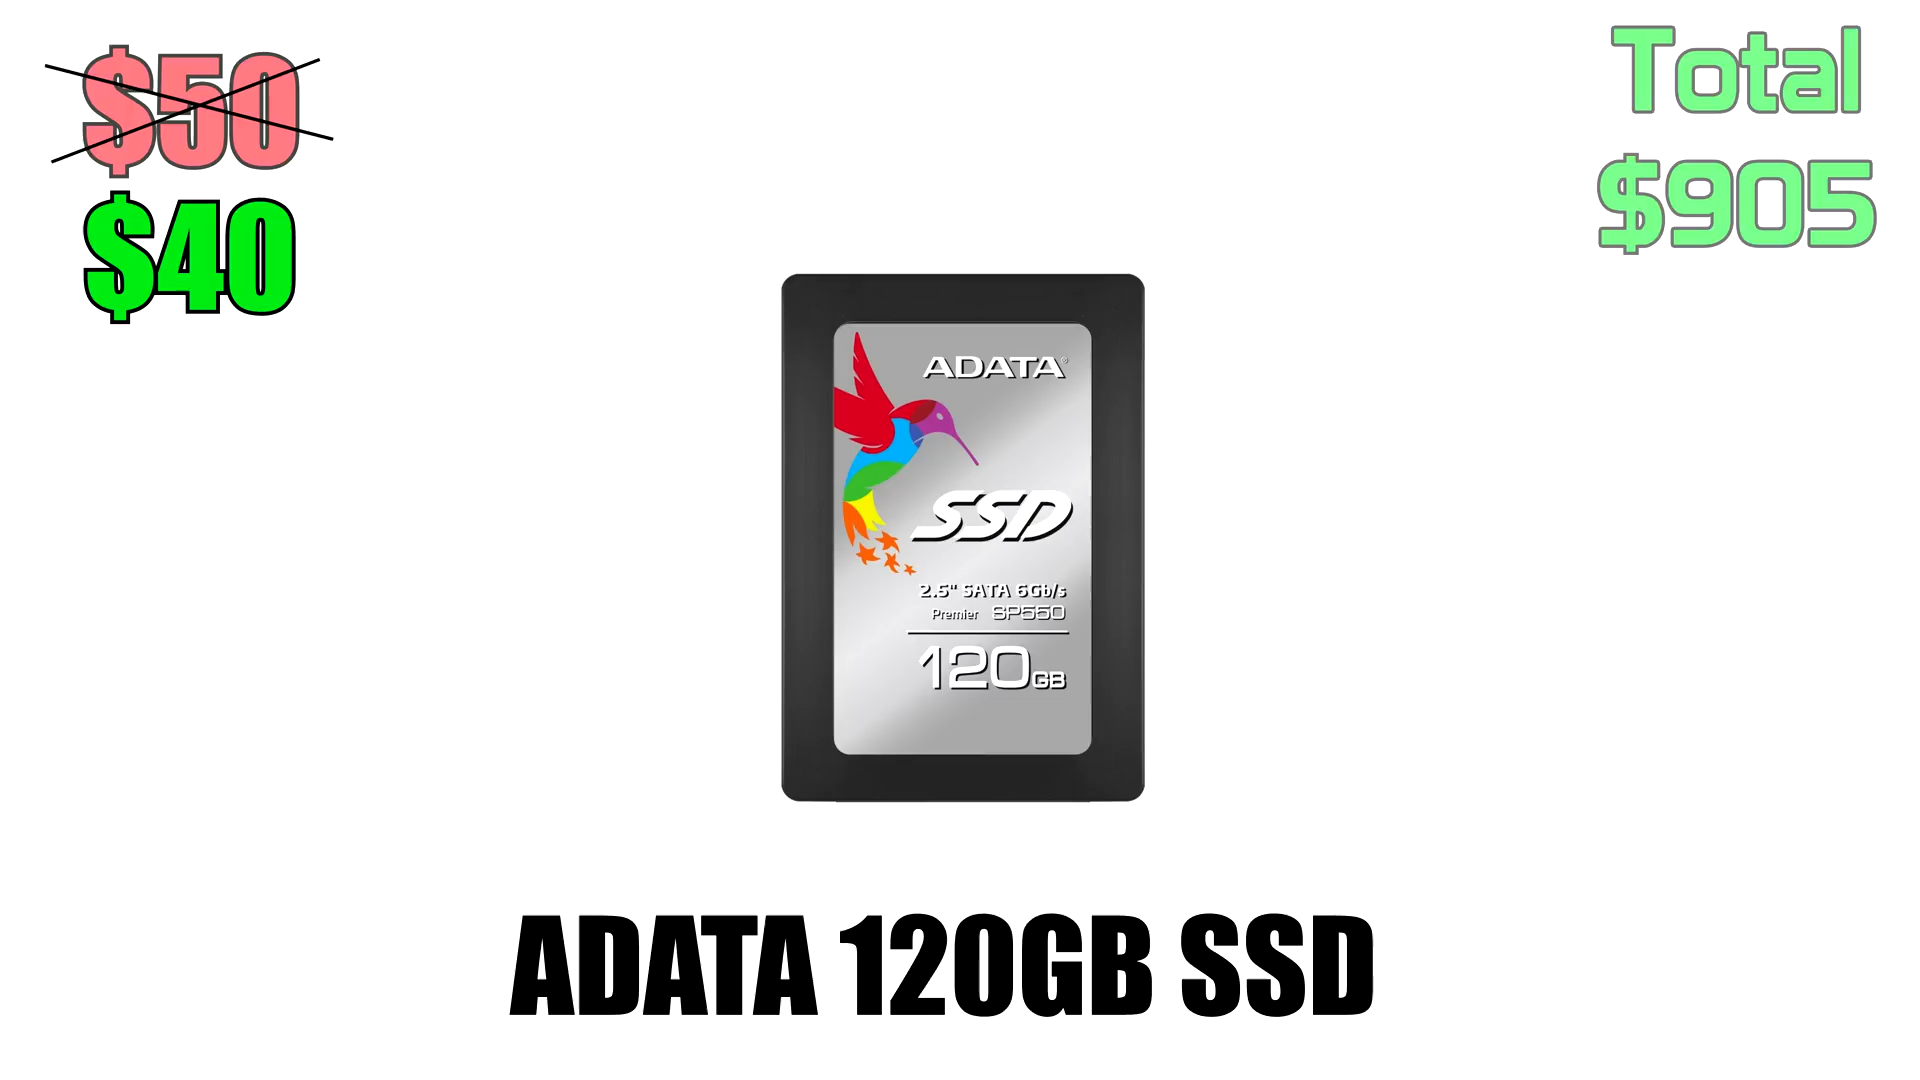 $50
$40
Total
$905
ADATA
SSD
2.5" SATA 6Gb/s
Premier SP550
120GB
ADATA 120GB SSD